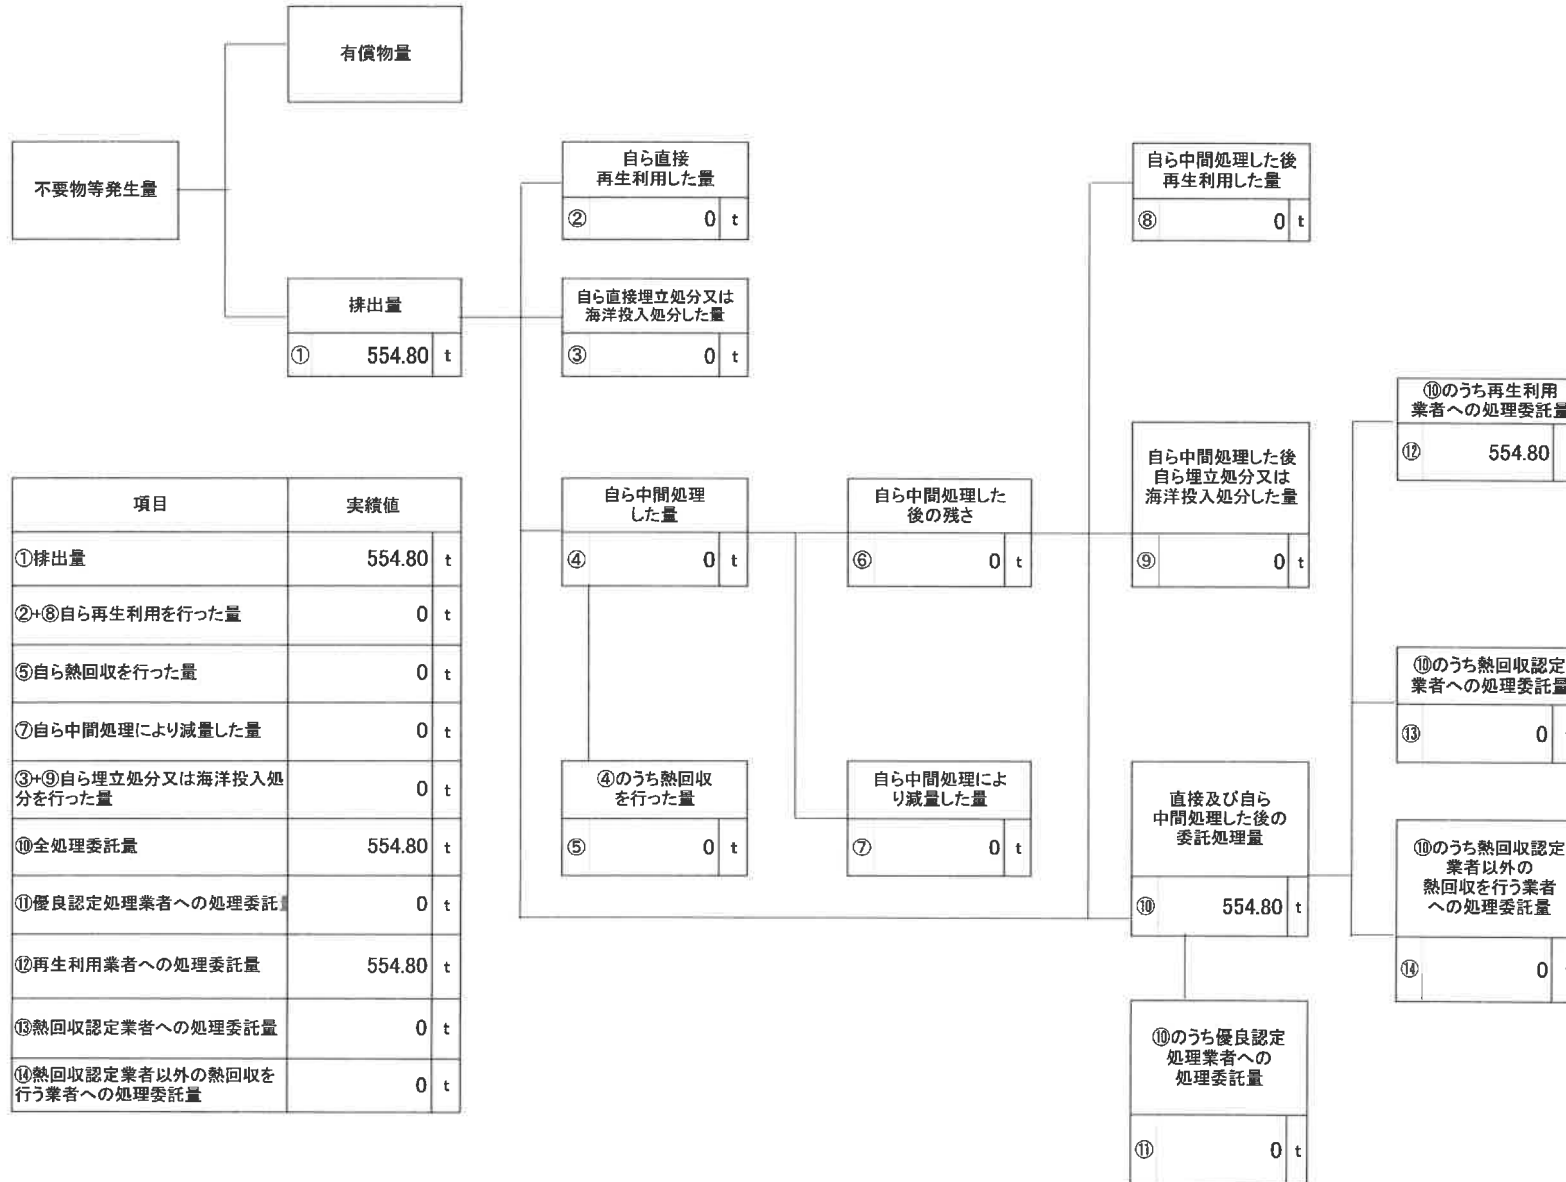 有償物量
不要物等発生量
排出量
① 554.80 t
自ら直接
再生利用した量
② 0 t
自ら直接埋立処分又は
海洋投入処分した量
③ 0 t
自ら中間処理
した量
④ 0 t
④のうち熱回収
を行った量
⑤ 0 t
自ら中間処理した
後の残さ
⑥ 0 t
自ら中間処理によ
り減量した量
⑦ 0 t
自ら中間処理した後
再生利用した量
⑧ 0 t
自ら中間処理した後
自ら埋立処分又は
海洋投入処分した量
⑨ 0 t
直接及び自ら
中間処理した後の
委託処理量
⑩ 554.80 t
⑩のうち優良認定
処理業者への
処理委託量
⑪ 0 t
⑩のうち再生利用
業者への処理委託量
⑫ 554.80
⑩のうち熱回収認定
業者への処理委託量
⑬ 0
⑩のうち熱回収認定
業者以外の
熱回収を行う業者
への処理委託量
⑭ 0
項目 実績値
①排出量 554.80 t
②+⑧自ら再生利用を行った量 0 t
⑤自ら熱回収を行った量 0 t
⑦自ら中間処理により減量した量 0 t
③+⑨自ら埋立処分又は海洋投入処
分を行った量 0 t
⑩全処理委託量 554.80 t
⑪優良認定処理業者への処理委託 0 t
⑫再生利用業者への処理委託量 554.80 t
⑬熱回収認定業者への処理委託量 0 t
⑭熱回収認定業者以外の熱回収を
行う業者への処理委託量 0 t